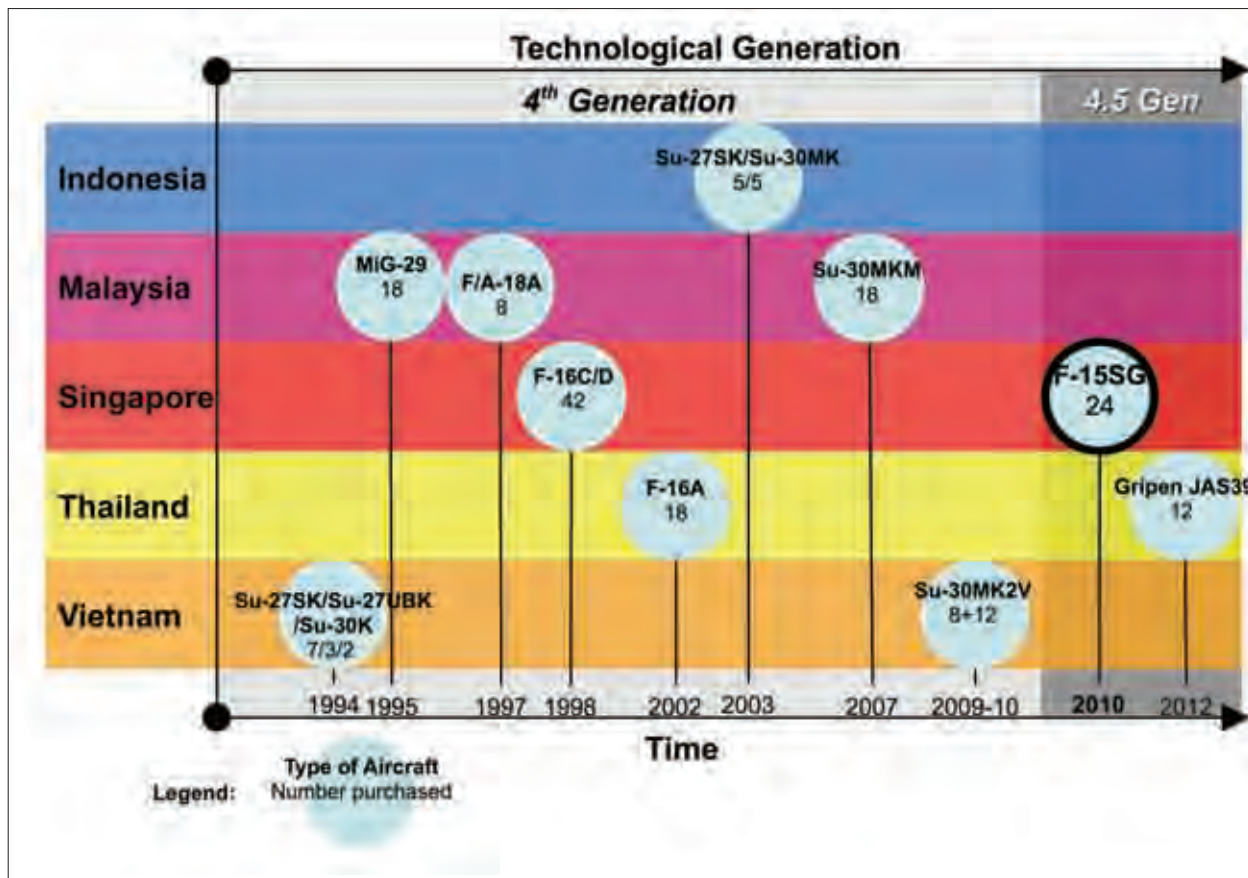 Technological Generation
4th Generation
4.5 Gen
Indonesia
Su-27SK/Su-30MK
5/5
Malaysia
MiG-29
18
F/A-18A
8
Su-30MKM
18
Singapore
F-16C/D
42
F-15SG
24
Thailand
F-16A
18
Gripen JAS39
12
Vietnam
Su-27SK/Su-27UBK
/Su-30K
7/3/2
Su-30MK2V
8+12
1994 1995 1997 1998 2002 2003 2007 2009-10 2010 2012
Time
Legend:
Type of Aircraft
Number purchased